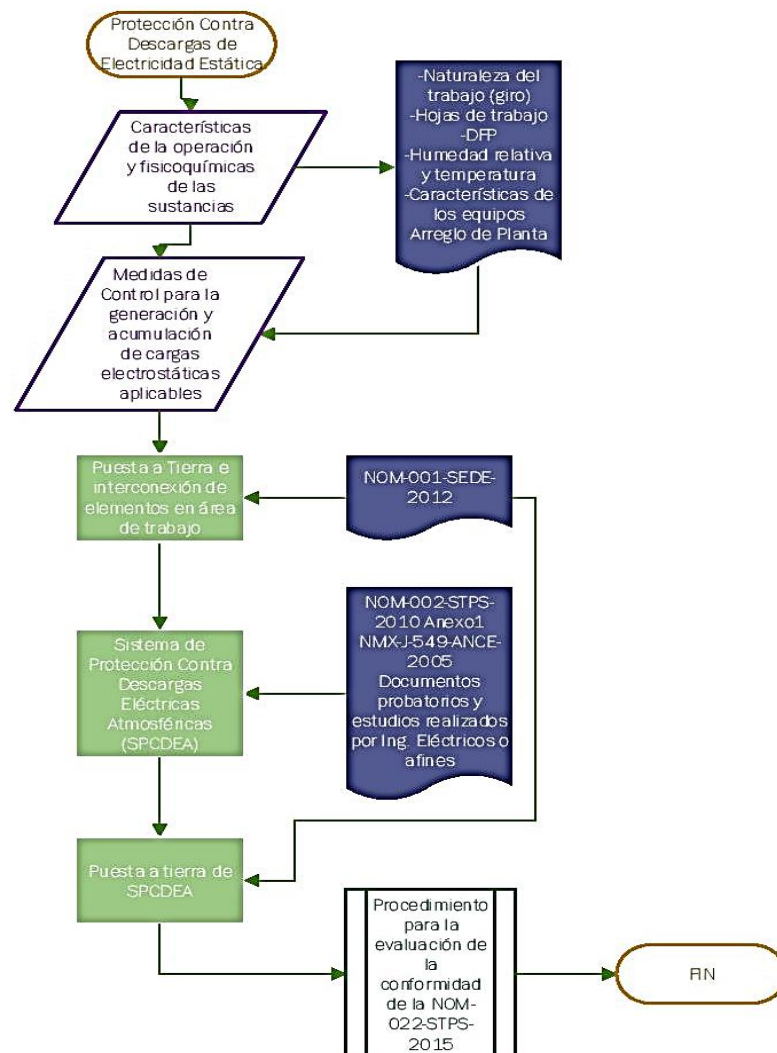 Protección Contra
Descargas de
Electricidad Estática
Características
de la operación
y fisicoquímicas
de las
sustancias
-Naturaleza del
trabajo (giro)
-Hojas de trabajo
-DFP
-Humedad relativa
y temperatura
-Características de
los equipos
Arreglo de Planta
Medidas de
Control para la
generación y
acumulación
de cargas
electrostáticas
aplicables
Puesta a Tierra e
interconexión de
elementos en área
de trabajo
NOM-001-SEDE-
2012
Sistema de
Protección Contra
Descargas
Eléctricas
Atmosféricas
(SPCDEA)
NOM-002-STPS-
2010 Anexo1
NMX-J-549-ANCE-
2005
Documentos
probatorios y
estudios realizados
por Ing. Eléctricos o
afines
Puesta a tierra de
SPCDEA
Procedimiento
para la
evaluación de
la
conformidad
de la NOM-
022-STPS-
2015
FIN